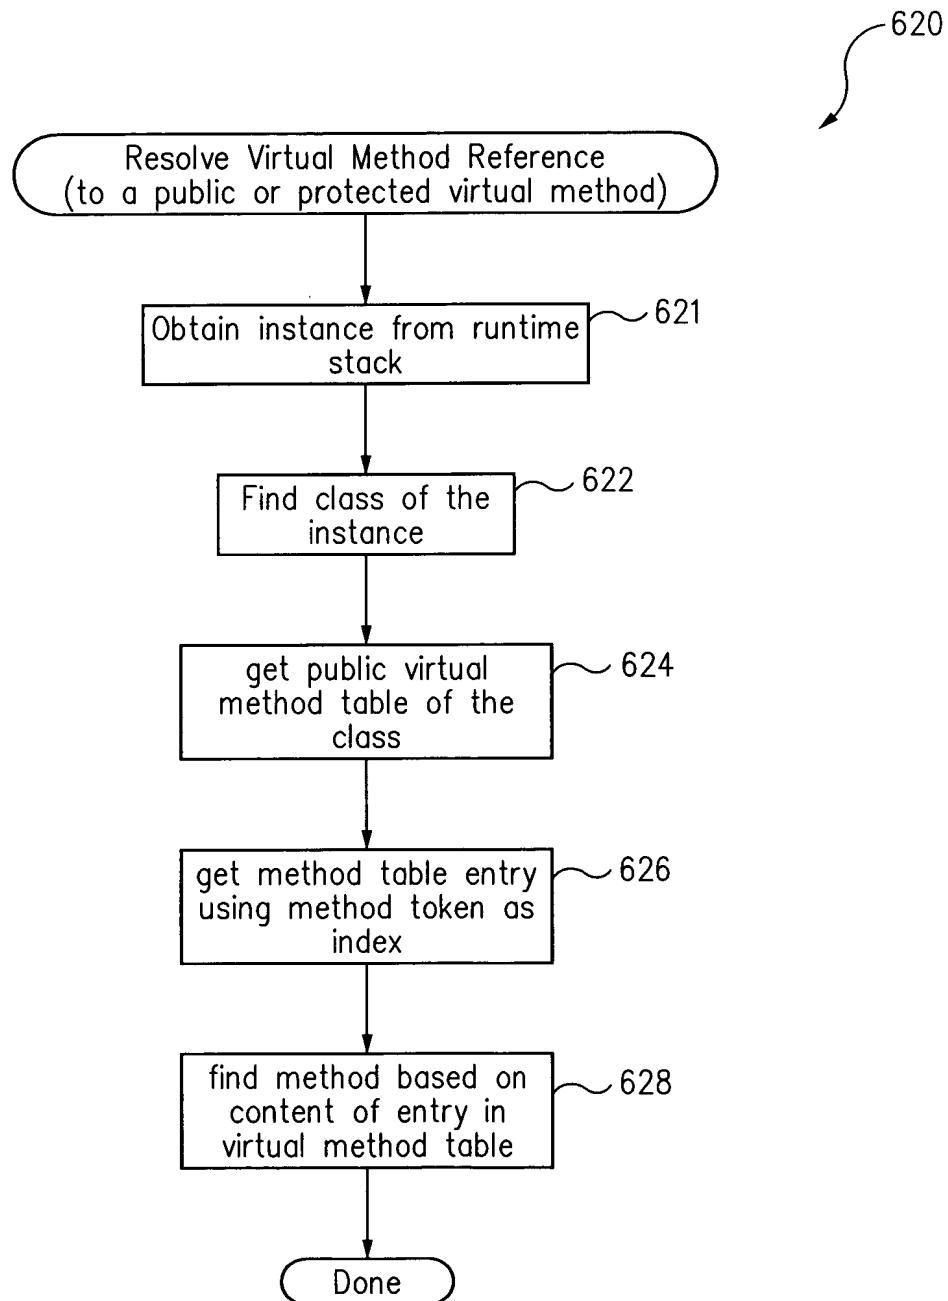 620
Resolve Virtual Method Reference
(to a public or protected virtual method)
Obtain instance from runtime
stack
621
Find class of the
instance
622
get public virtual
method table of the
class
624
get method table entry
using method token as
index
626
find method based on
content of entry in
virtual method table
628
Done